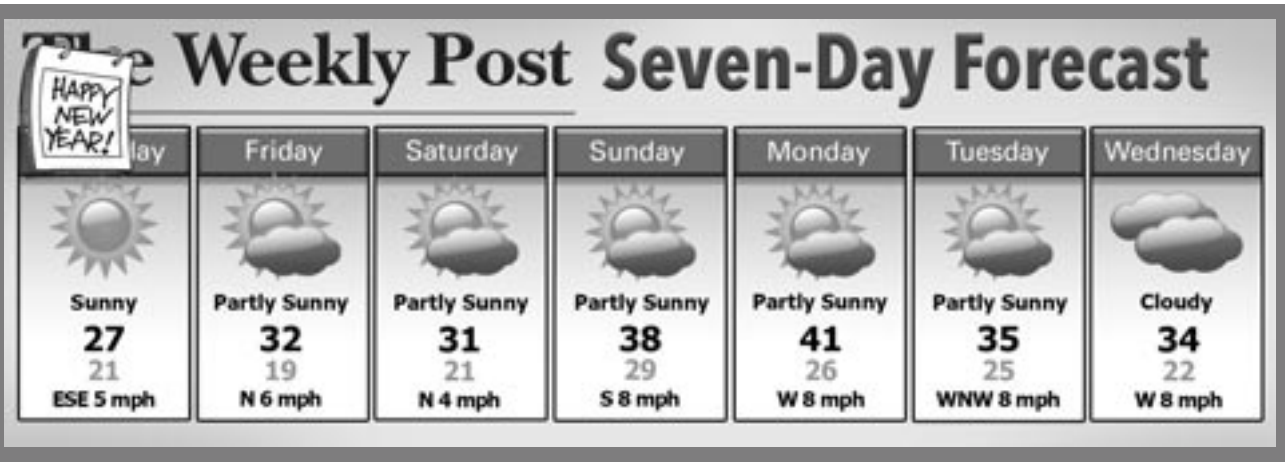 The Weekly Post Seven-Day Forecast
HAPPY
NEW
YEAR!
day Friday Saturday Sunday Monday Tuesday Wednesday
Sunny Partly Sunny Partly Sunny Partly Sunny Partly Sunny Partly Sunny Cloudy
27 32 31 38 41 35 34
21 19 21 29 26 25 22
ESE 5 mph N 6 mph N 4 mph S 8 mph W 8 mph WNW 8 mph W 8 mph